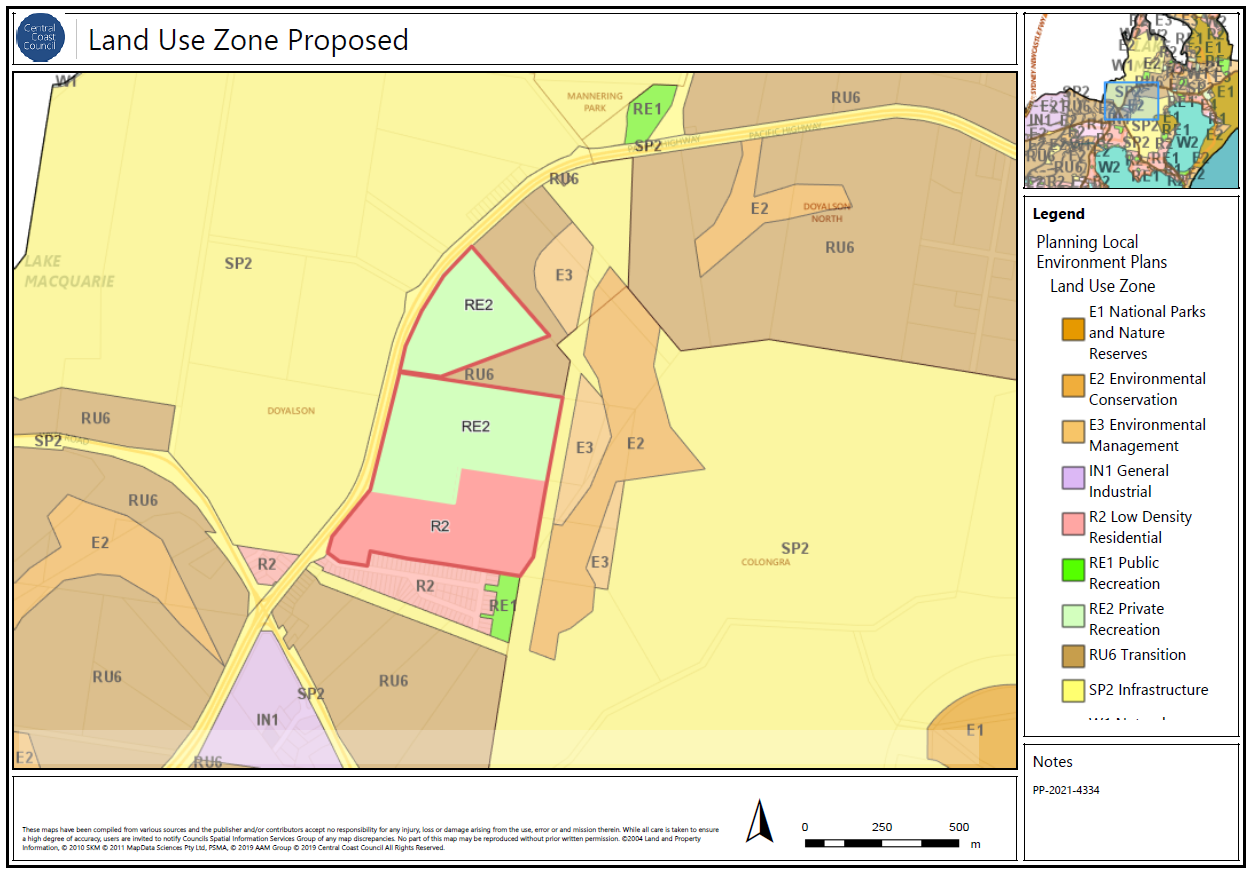 Central
Coast
Council
Land Use Zone Proposed
W1
MANNERING
PARK
RE1
RU6
PACIFIC HIGHWAY
SP2
HIGHWAY
RU6
E2
DOYALSON
NORTH
RU6
LAKE
MACQUARIE
SP2
E3
RE2
RU6
DOYALSON
RU6
SP2
ROAD
RE2
E3
E2
RU6
E2
R2
SP2
COLONGRA
R2
E3
R2
RE1
RU6
RU6
SP2
IN1
E1
E2
RU6
Legend
Planning Local
Environment Plans
Land Use Zone
E1 National Parks
and Nature
Reserves
E2 Environmental
Conservation
E3 Environmental
Management
IN1 General
Industrial
R2 Low Density
Residential
RE1 Public
Recreation
RE2 Private
Recreation
RU6 Transition
SP2 Infrastructure
Notes
PP-2021-4334
These maps have been compiled from various sources and the publisher and/or contributors accept no responsibility for any injury, loss or damage arising from the use, error or and mission therein. While all care is taken to ensure
a high degree of accuracy, users are invited to notify Councils Spatial Information Services Group of any map discrepancies. No part of this map may be reproduced without prior written permission. ©2004 Land and Property
Information, © 2010 SKM © 2011 MapData Sciences Pty Ltd, PSMA, © 2019 AAM Group © 2019 Central Coast Council All Rights Reserved.
0 250 500
m